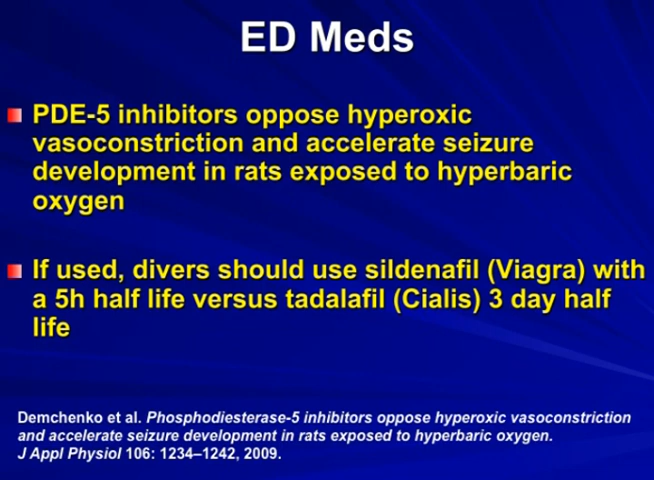 ED Meds
PDE-5 inhibitors oppose hyperoxic
vasoconstriction and accelerate seizure
development in rats exposed to hyperbaric
oxygen
If used, divers should use sildenafil (Viagra) with
a 5h half life versus tadalafil (Cialis) 3 day half
life
Demchenko et al. Phosphodiesterase-5 inhibitors oppose hyperoxic vasoconstriction
and accelerate seizure development in rats exposed to hyperbaric oxygen.
J Appl Physiol 106: 1234–1242, 2009.